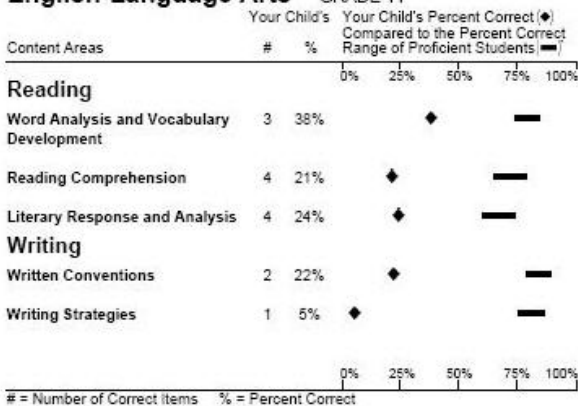 Your Child's Your Child's Percent Correct (◆)
Compared to the Percent Correct
Content Areas # % Range of Proficient Students (▬)
0% 25% 50% 75% 100%
Reading
Word Analysis and Vocabulary 3 38%
Development
Reading Comprehension 4 21%
Literary Response and Analysis 4 24%
Writing
Written Conventions 2 22%
Writing Strategies 1 5%
0% 25% 50% 75% 100%
# = Number of Correct Items % = Percent Correct